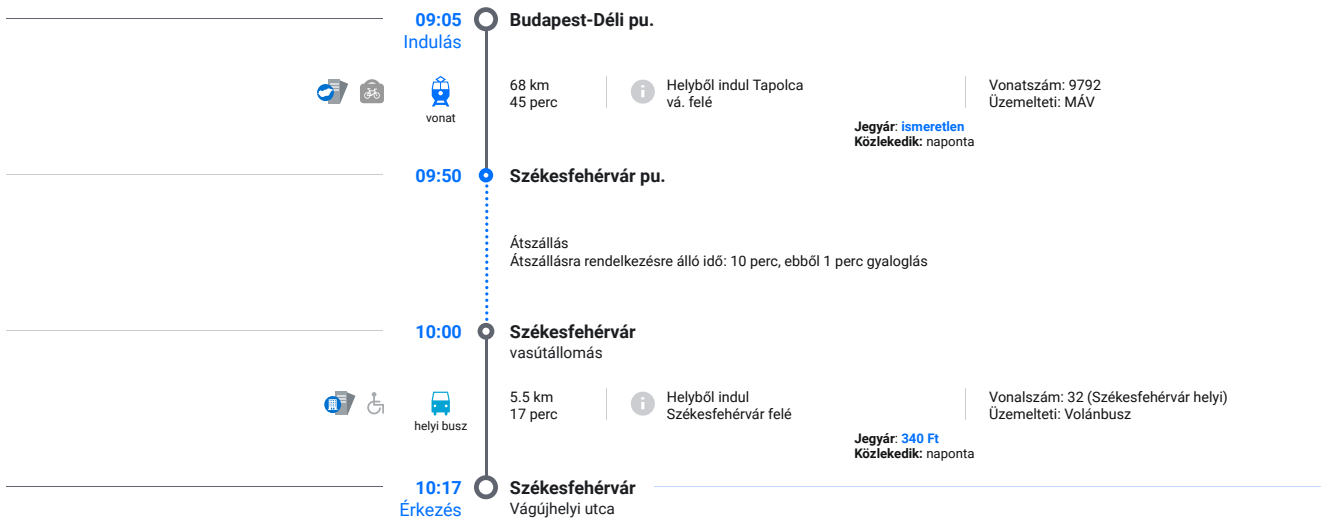 09:05 Budapest-Déli pu.
Indulás
68 km Helyből indul Tapolca Vonatszám: 9792
45 perc vá. felé Üzemelteti: MÁV
vonat
Jegyár: ismeretlen
Közlekedik: naponta
09:50 Székesfehérvár pu.
Átszállás
Átszállásra rendelkezésre álló idő: 10 perc, ebből 1 perc gyaloglás
10:00 Székesfehérvár
vasútállomás
5.5 km Helyből indul Vonalszám: 32 (Székesfehérvár helyi)
17 perc Székesfehérvár felé Üzemelteti: Volánbusz
helyi busz
Jegyár: 340 Ft
Közlekedik: naponta
10:17 Székesfehérvár
Érkezés Vágújhelyi utca